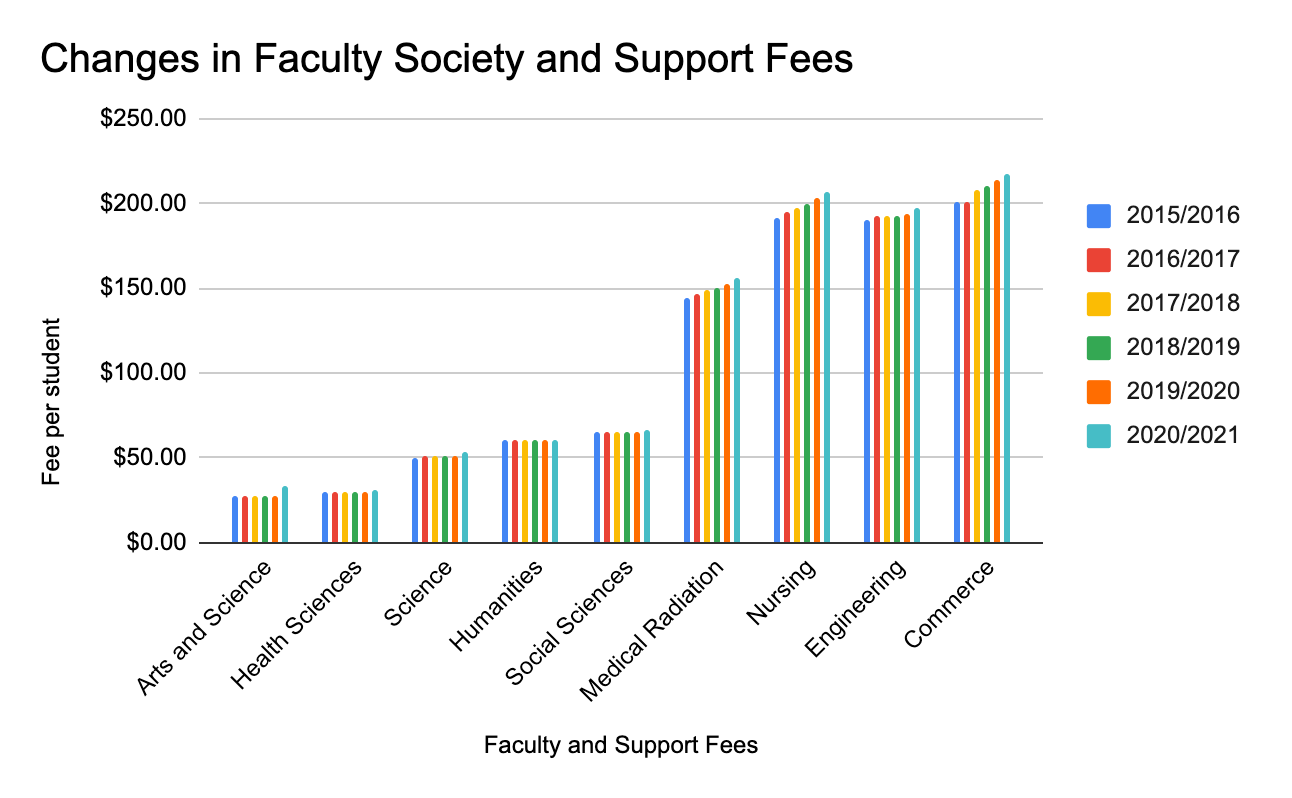 Changes in Faculty Society and Support Fees
$250.00
$200.00
$150.00
$100.00
$50.00
$0.00
Fee per student
Arts and Science
Health Sciences
Science
Humanities
Social Sciences
Medical Radiation
Nursing
Engineering
Commerce
Faculty and Support Fees
2015/2016
2016/2017
2017/2018
2018/2019
2019/2020
2020/2021